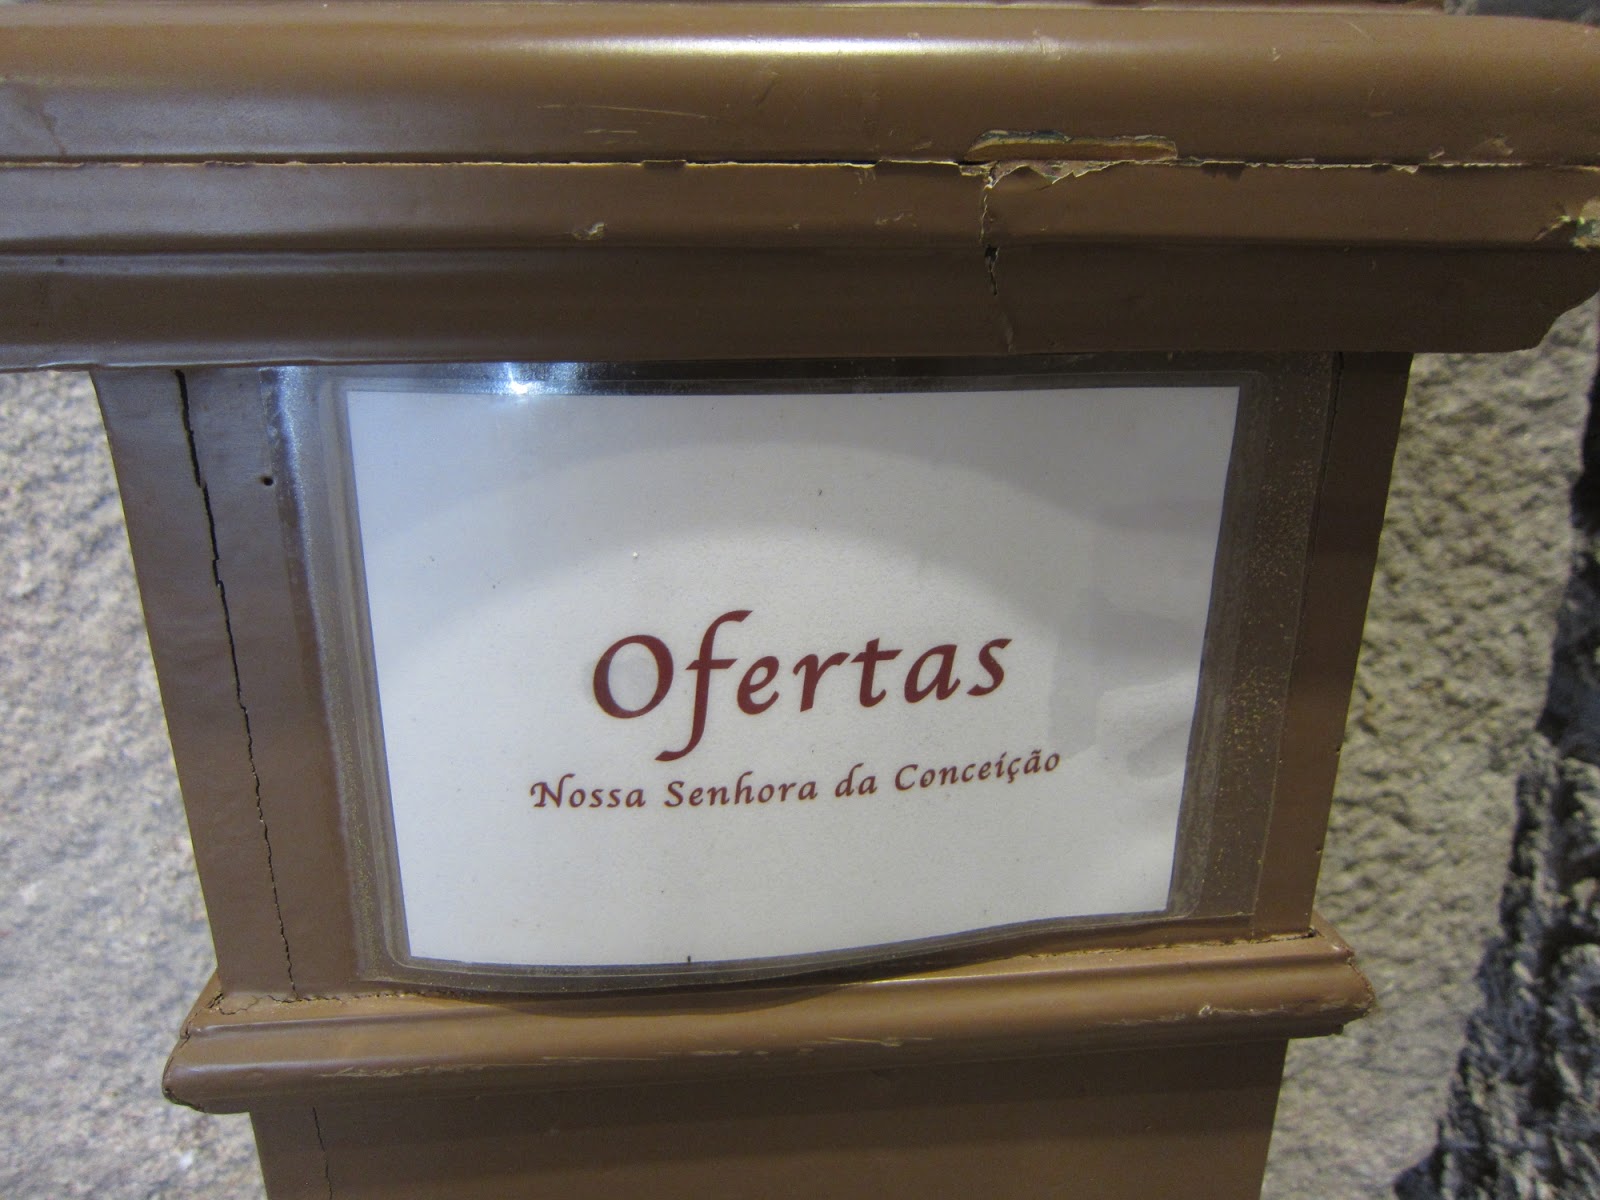 Ofertas
Nossa Senhora da Conceição